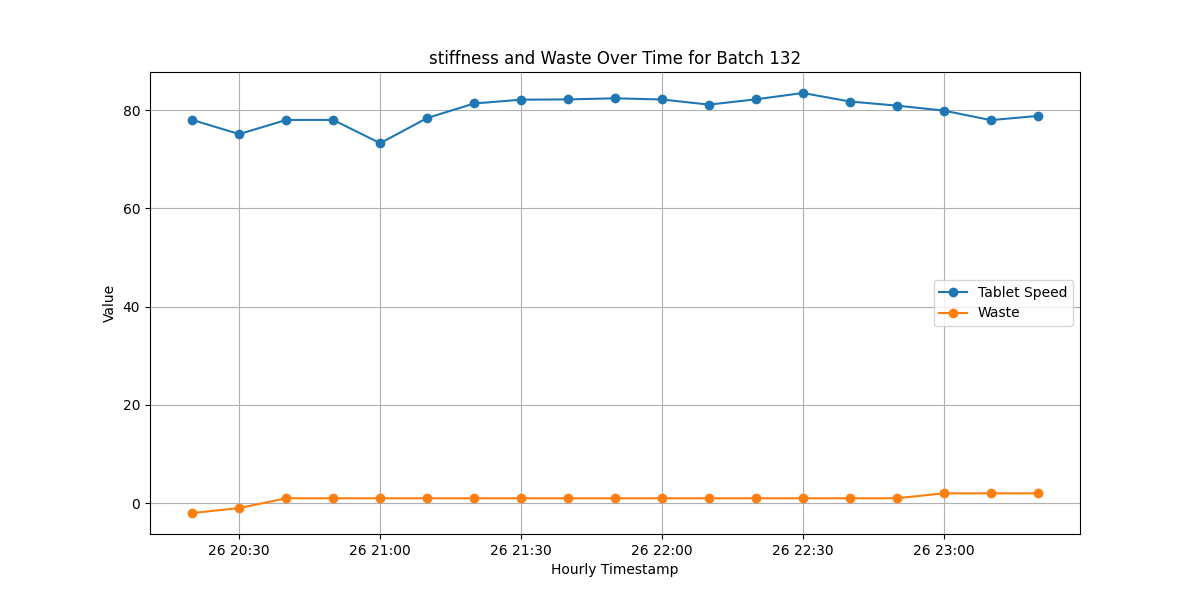 stiffness and Waste Over Time for Batch 132
Value
80
60
40
20
0
Tablet Speed
Waste
26 20:30 26 21:00 26 21:30 26 22:00 26 22:30 26 23:00
Hourly Timestamp